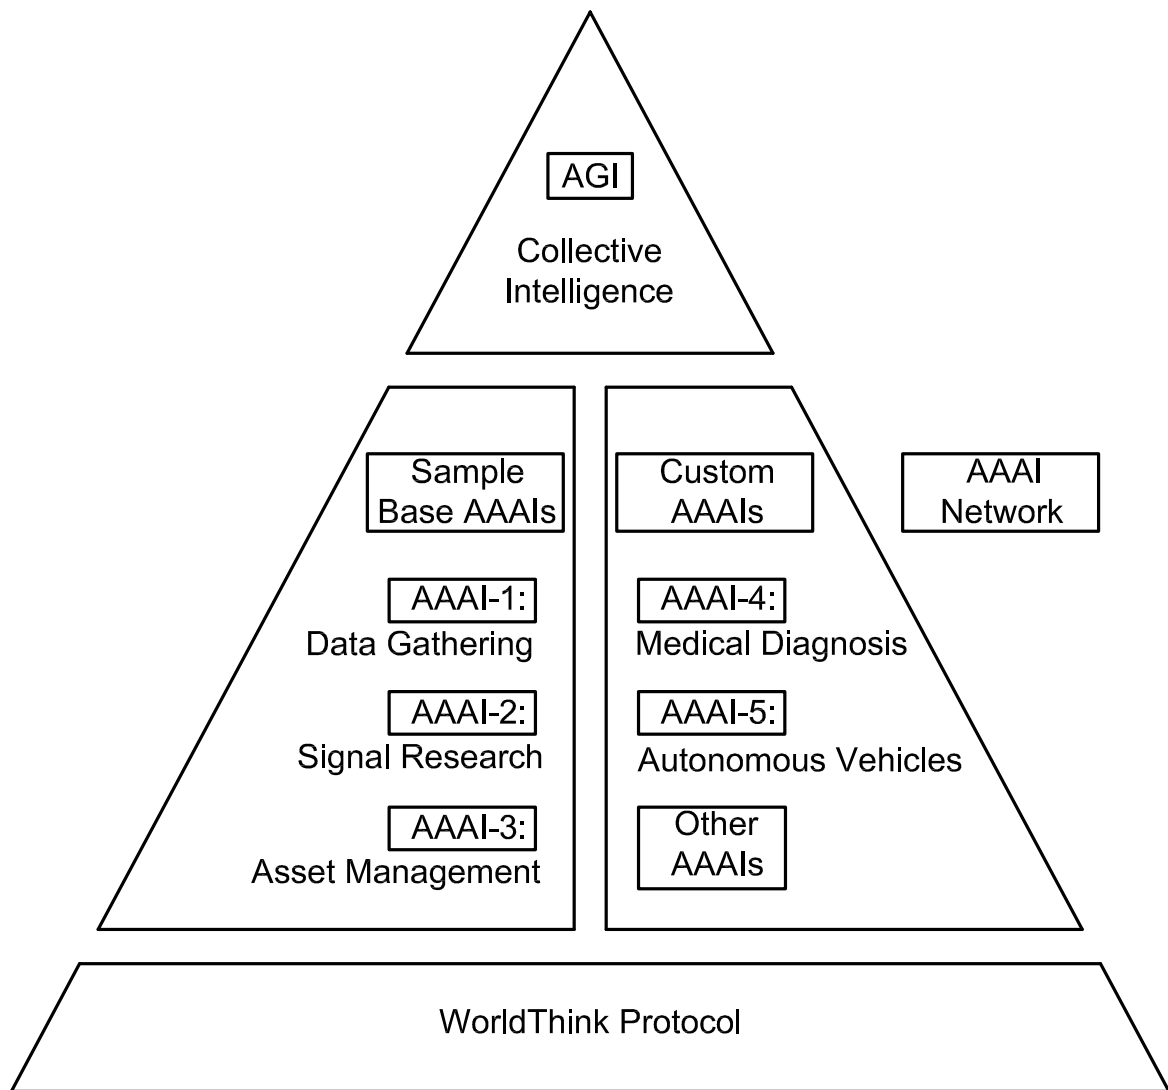 AGI
Collective
Intelligence
Sample
Base AAAIs
AAAI-1:
Data Gathering
AAAI-2:
Signal Research
AAAI-3:
Asset Management
Custom
AAAIs
AAAI-4:
Medical Diagnosis
AAAI-5:
Autonomous Vehicles
Other
AAAIs
AAAI
Network
WorldThink Protocol